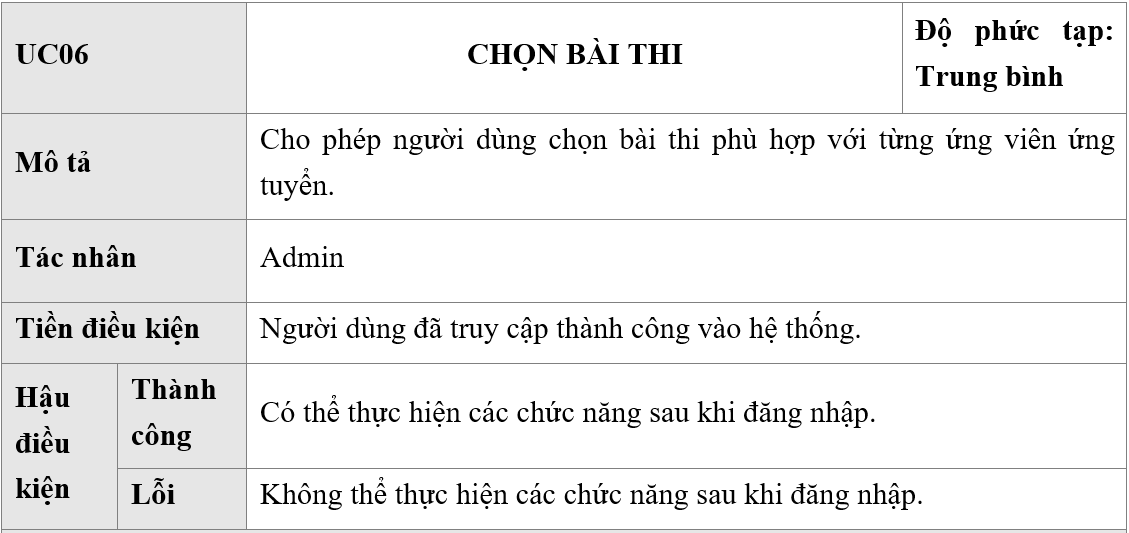 UC06
CHỌN BÀI THI
Độ phức tạp:
Trung bình
Mô tả
Cho phép người dùng chọn bài thi phù hợp với từng ứng viên ứng
tuyển.
Tác nhân
Admin
Tiền điều kiện
Người dùng đã truy cập thành công vào hệ thống.
Hậu
điều
kiện
Thành
công
Có thể thực hiện các chức năng sau khi đăng nhập.
Lỗi
Không thể thực hiện các chức năng sau khi đăng nhập.